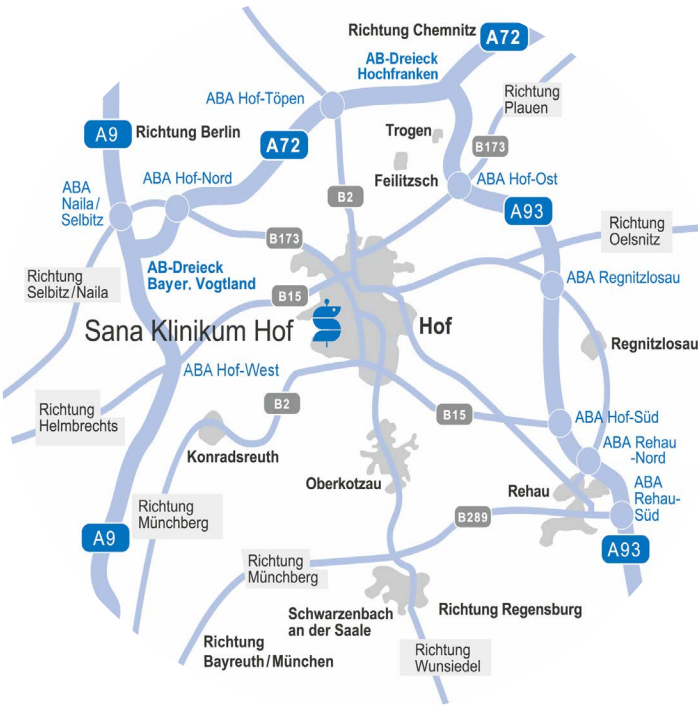 Richtung Chemnitz
A72
AB-Dreieck
Hochfranken
ABA Hof-Töpen
Richtung
Plauen
A9
Richtung Berlin
A72
Trogen
B173
Feilitzsch
ABA Hof-Nord
ABA Hof-Ost
ABA
Naila/
Selbitz
B2
A93
B173
Richtung
Oelsnitz
Richtung
Selbitz/Naila
AB-Dreieck
Bayer. Vogtland
ABA Regnitzlosau
B15
Sana Klinikum Hof
Hof
Regnitzlosau
ABA Hof-West
Richtung
Helmbrechts
B2
B15
ABA Hof-Süd
Konradsreuth
ABA Rehau
-Nord
Oberkotzau
Rehau
ABA
Rehau-
Süd
Richtung
Münchberg
B289
A9
A93
Richtung
Münchberg
Schwarzenbach
an der Saale
Richtung Regensburg
Richtung
Bayreuth/München
Richtung
Wunsiedel